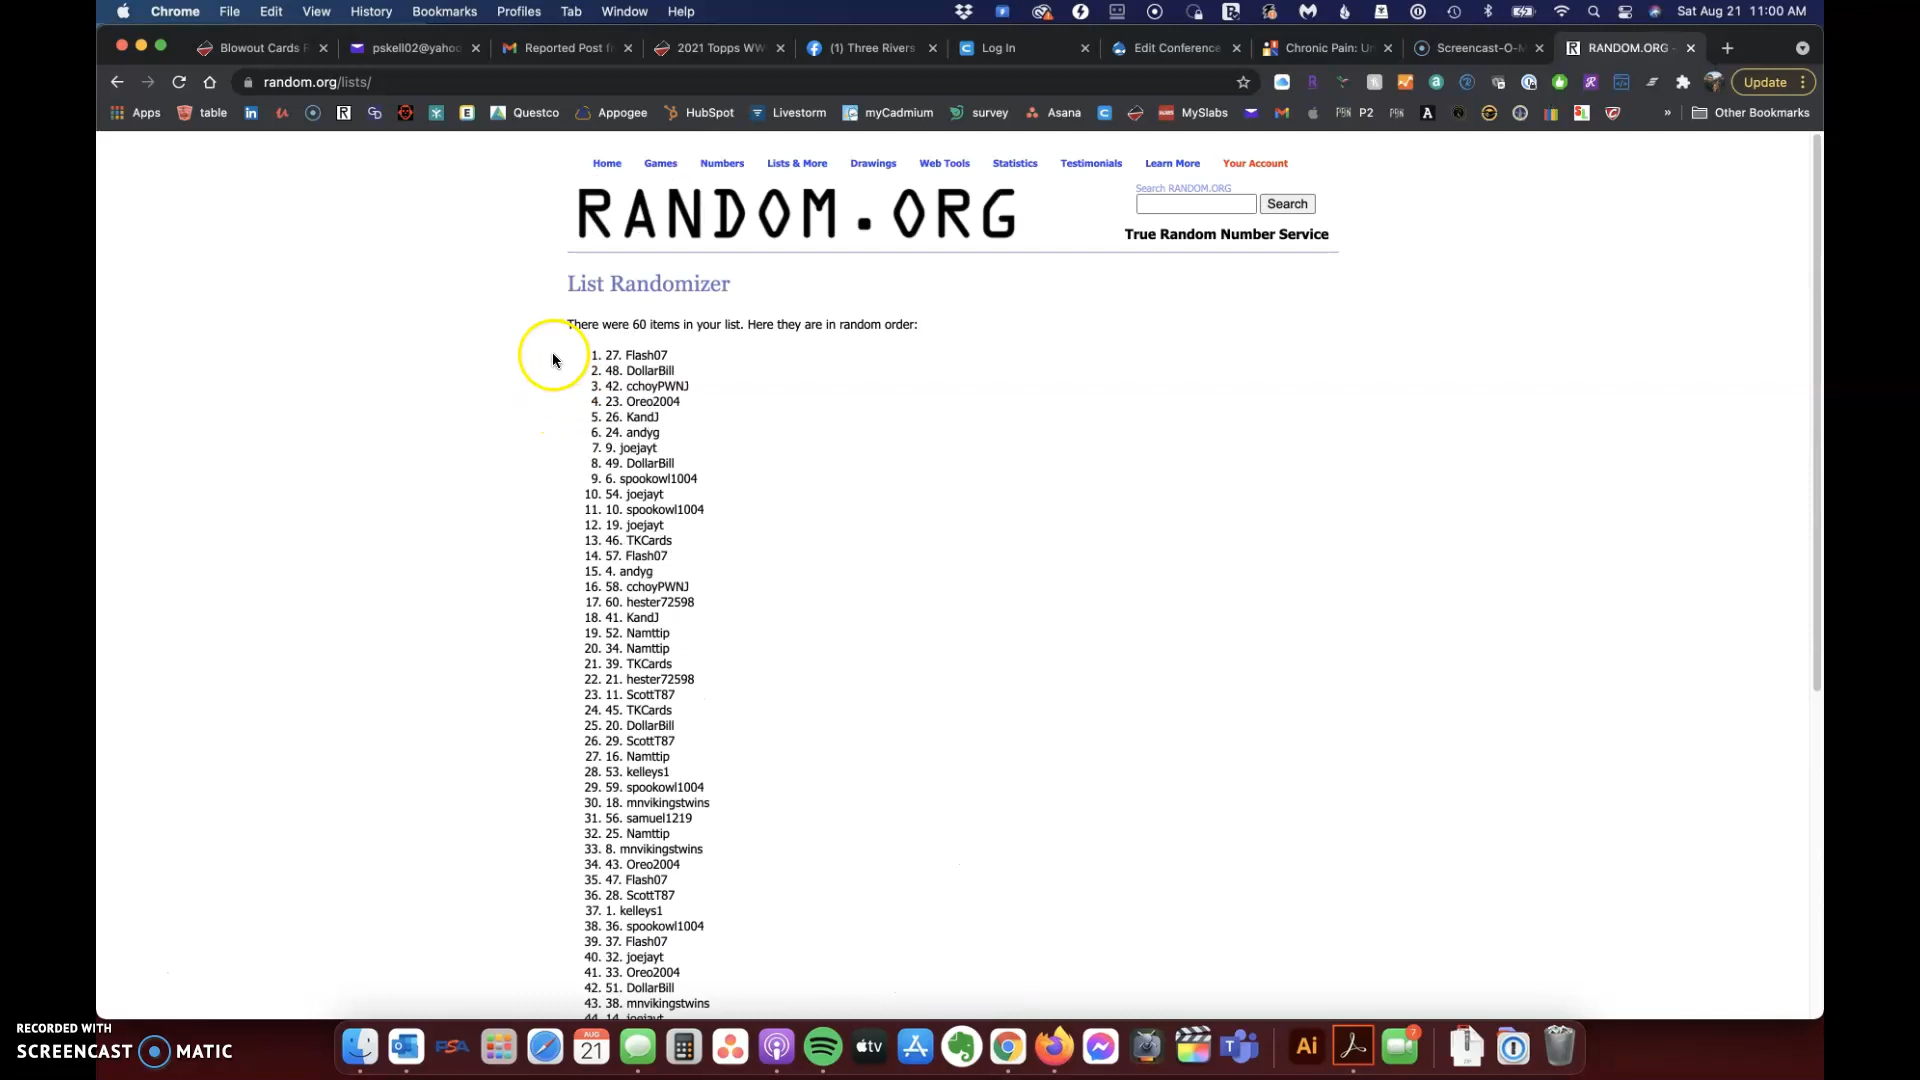 Chrome File Edit View History Bookmarks Profiles Tab Window Help Sat Aug 21 11:00 AM
Blowout Cards F pskell02@yahoo Reported Post f 2021 Topps WW (1) Three Rivers Log In Edit Conference Chronic Pain: U Screencast-O-M RANDOM.ORG -
random.org/lists/ Update
Apps table Questco Appogee HubSpot Livestorm myCadmium survey Asana MySlabs P2 » Other Bookmarks
Home Games Numbers Lists & More Drawings Web Tools Statistics Testimonials Learn More Your Account
Search RANDOM.ORG
RANDOM.ORG
Search
True Random Number Service
List Randomizer
There were 60 items in your list. Here they are in random order:
1. 27. Flash07
2. 48. DollarBill
3. 42. cchoyPWNJ
4. 23. Oreo2004
5. 26. KandJ
6. 24. andyg
7. 9. joejayt
8. 49. DollarBill
9. 6. spookowl1004
10. 54. joejayt
11. 10. spookowl1004
12. 19. joejayt
13. 46. TKCards
14. 57. Flash07
15. 4. andyg
16. 58. cchoyPWNJ
17. 60. hester72598
18. 41. KandJ
19. 52. Namttip
20. 34. Namttip
21. 39. TKCards
22. 21. hester72598
23. 11. ScottT87
24. 45. TKCards
25. 20. DollarBill
26. 29. ScottT87
27. 16. Namttip
28. 53. kelleys1
29. 59. spookowl1004
30. 18. mnvikingstwins
31. 56. samuel1219
32. 25. Namttip
33. 8. mnvikingstwins
34. 43. Oreo2004
35. 47. Flash07
36. 28. ScottT87
37. 1. kelleys1
38. 36. spookowl1004
39. 37. Flash07
40. 32. joejayt
41. 33. Oreo2004
42. 51. DollarBill
43. 38. mnvikingstwins
44. 14. joejayt
RECORDED WITH
SCREENCAST O MATIC
PSA AUG 21 tv Ai 7